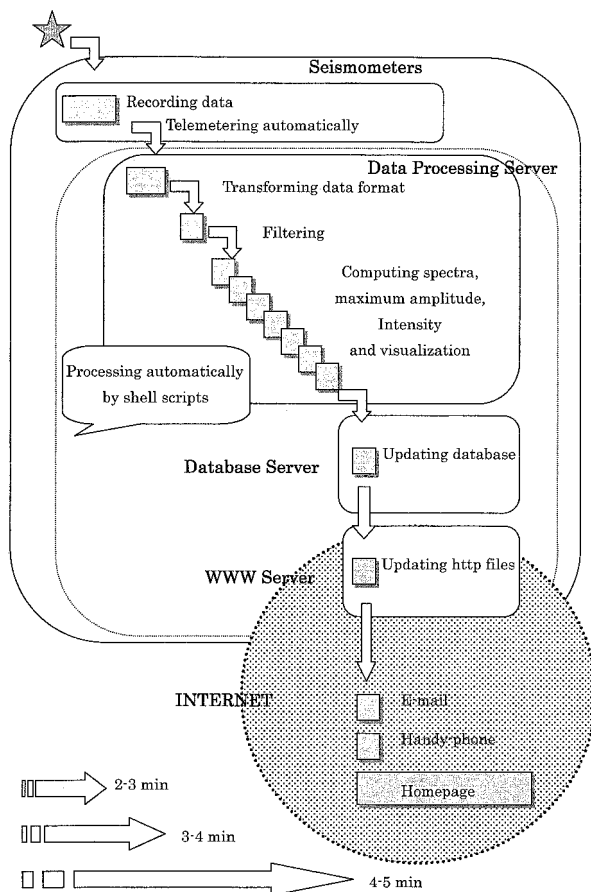 Seismometers
Recording data
Telemetering automatically
Data Processing Server
Transforming data format
Filtering
Computing spectra,
maximum amplitude,
Intensity
and visualization
Processing automatically
by shell scripts
Database Server
Updating database
WWW Server
Updating http files
INTERNET
E-mail
Handy-phone
Homepage
2-3 min
3-4 min
4-5 min